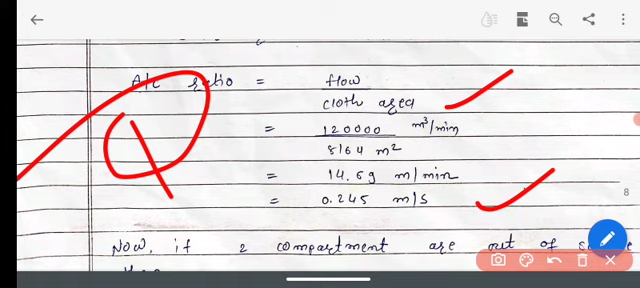 A/c ratio = flow
cloth area
= 120000 m³/min
8164 m²
= 14.69 m/min
= 0.245 m/s
8
Now, if 2 compartment are out of